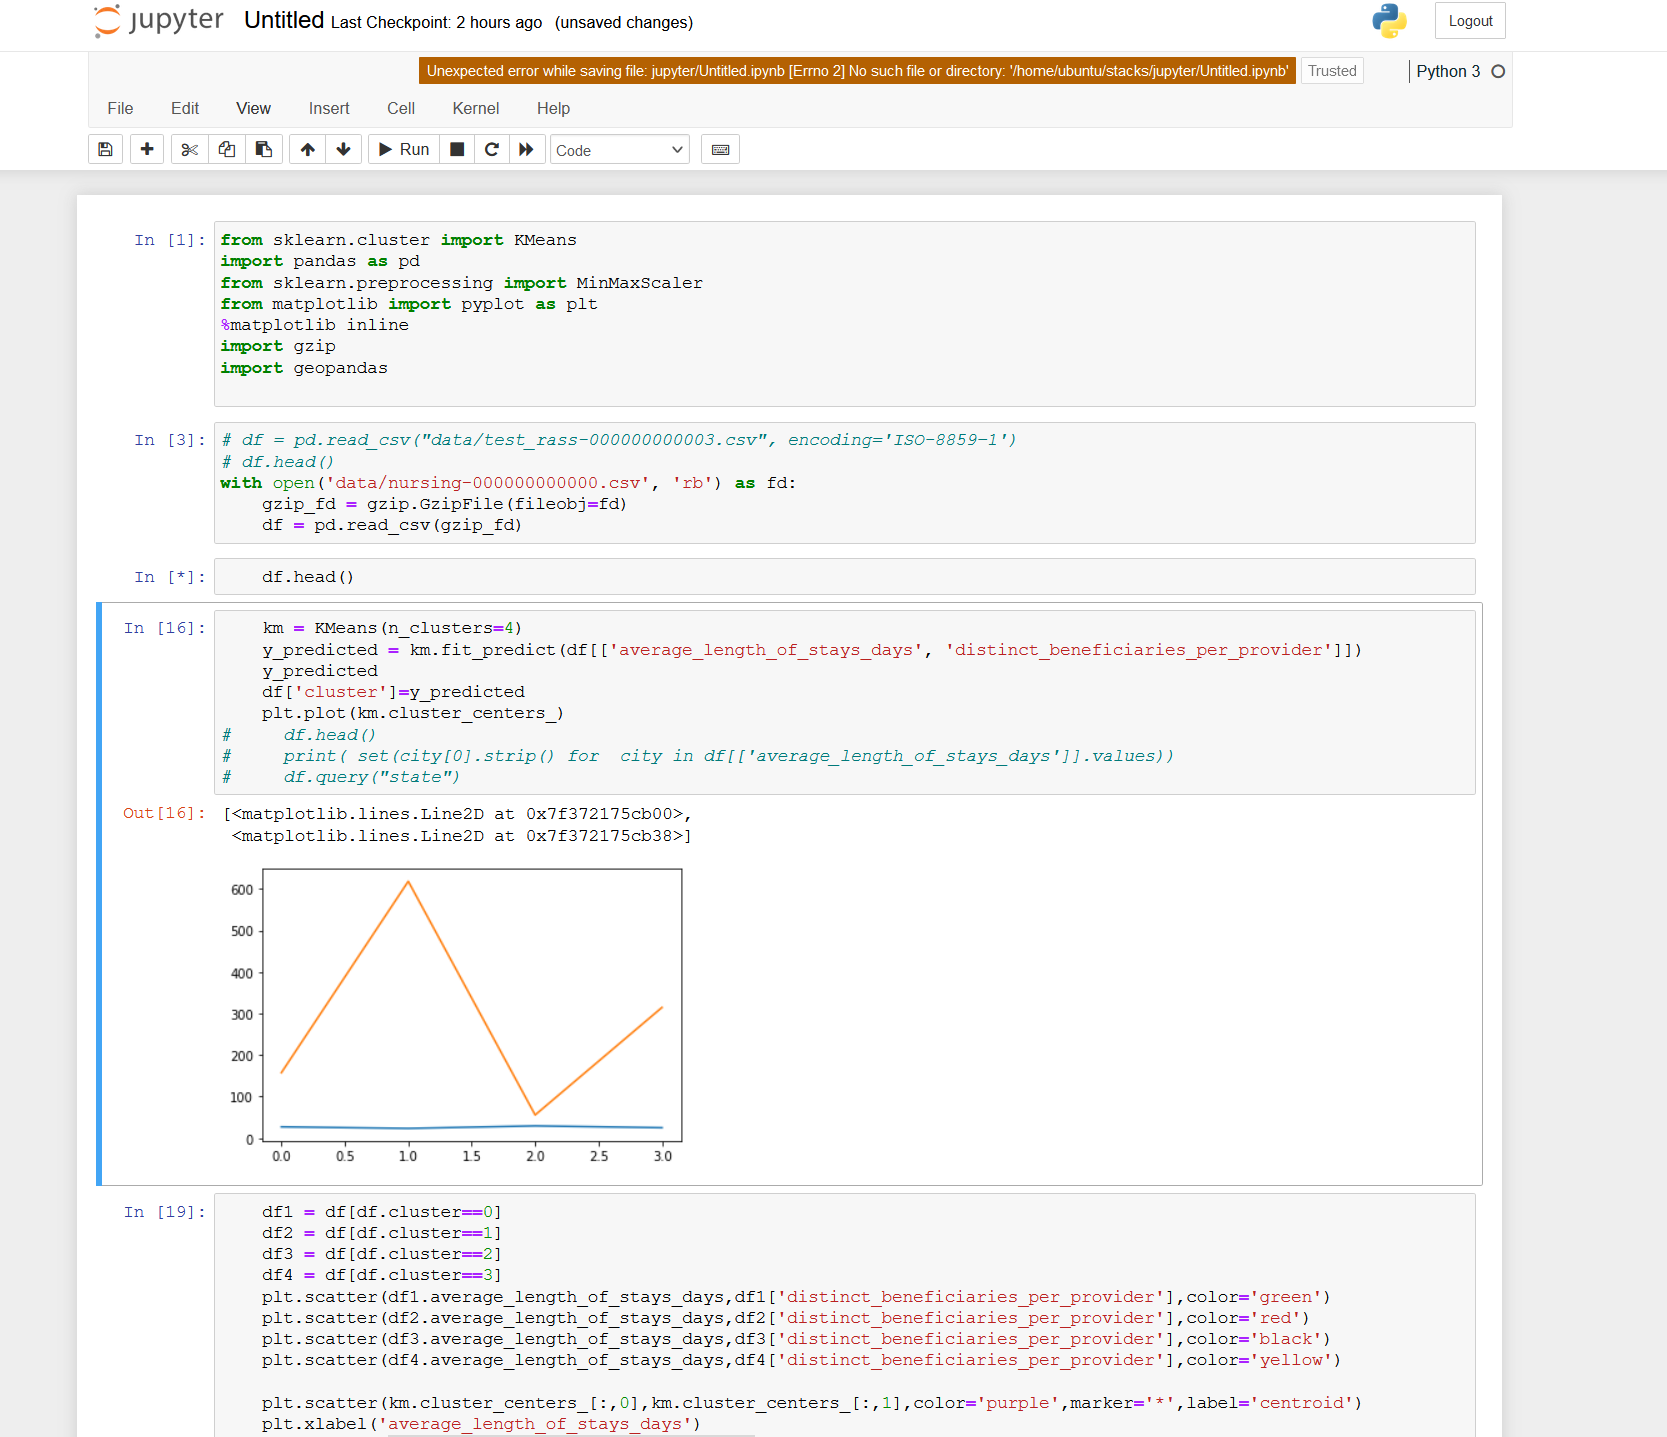 jupyter Untitled Last Checkpoint: 2 hours ago (unsaved changes)
Logout
Unexpected error while saving file: jupyter/Untitled.ipynb [Errno 2] No such file or directory: '/home/ubuntu/stacks/jupyter/Untitled.ipynb'
Trusted
Python 3
File Edit View Insert Cell Kernel Help
Run
Code
In [1]:
from sklearn.cluster import KMeans
import pandas as pd
from sklearn.preprocessing import MinMaxScaler
from matplotlib import pyplot as plt
%matplotlib inline
import gzip
import geopandas
In [3]:
# df = pd.read_csv("data/test_rass-000000000003.csv", encoding='ISO-8859-1')
# df.head()
with open('data/nursing-000000000000.csv', 'rb') as fd:
    gzip_fd = gzip.GzipFile(fileobj=fd)
    df = pd.read_csv(gzip_fd)
In [*]:
    df.head()
In [16]:
    km = KMeans(n_clusters=4)
    y_predicted = km.fit_predict(df[['average_length_of_stays_days', 'distinct_beneficiaries_per_provider']])
    y_predicted
    df['cluster']=y_predicted
    plt.plot(km.cluster_centers_)
#     df.head()
#     print( set(city[0].strip() for  city in df[['average_length_of_stays_days']].values))
#     df.query("state")
Out[16]:
[<matplotlib.lines.Line2D at 0x7f372175cb00>,
 <matplotlib.lines.Line2D at 0x7f372175cb38>]
600
500
400
300
200
100
0
0.0 0.5 1.0 1.5 2.0 2.5 3.0
In [19]:
    df1 = df[df.cluster==0]
    df2 = df[df.cluster==1]
    df3 = df[df.cluster==2]
    df4 = df[df.cluster==3]
    plt.scatter(df1.average_length_of_stays_days,df1['distinct_beneficiaries_per_provider'],color='green')
    plt.scatter(df2.average_length_of_stays_days,df2['distinct_beneficiaries_per_provider'],color='red')
    plt.scatter(df3.average_length_of_stays_days,df3['distinct_beneficiaries_per_provider'],color='black')
    plt.scatter(df4.average_length_of_stays_days,df4['distinct_beneficiaries_per_provider'],color='yellow')
    plt.scatter(km.cluster_centers_[:,0],km.cluster_centers_[:,1],color='purple',marker='*',label='centroid')
    plt.xlabel('average_length_of_stays_days')